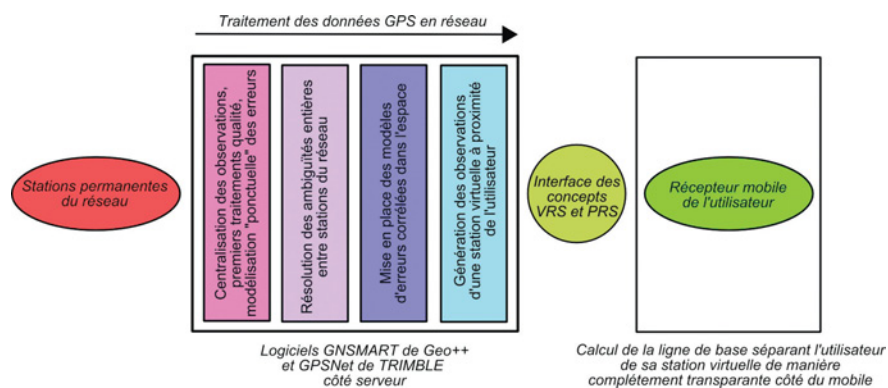 Traitement des données GPS en réseau
Stations permanentes
du réseau
Centralisation des observations,
premiers traitements qualité,
modélisation "ponctuelle" des erreurs
Résolution des ambiguïtés entières
entre stations du réseau
Mise en place des modèles
d'erreurs corrélées dans l'espace
Génération des observations
d'une station virtuelle à proximité
de l'utilisateur
Interface des
concepts
VRS et PRS
Récepteur mobile
de l'utilisateur
Logiciels GNSMART de Geo++
et GPSNet de TRIMBLE
côté serveur
Calcul de la ligne de base séparant l'utilisateur
de sa station virtuelle de manière
complétement transparante côté du mobile